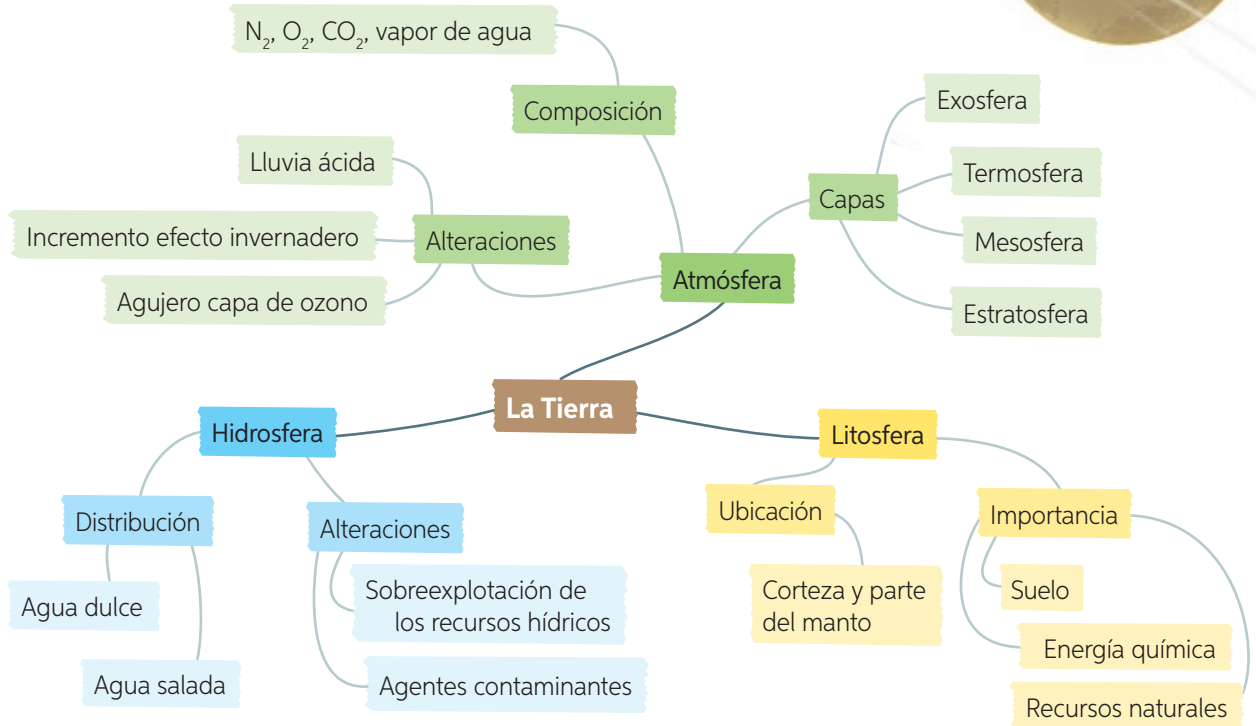 N₂, O₂, CO₂, vapor de agua
Composición
Exosfera
Lluvia ácida
Termosfera
Capas
Incremento efecto invernadero
Alteraciones
Mesosfera
Atmósfera
Agujero capa de ozono
Estratosfera
La Tierra
Hidrosfera
Litosfera
Distribución
Alteraciones
Ubicación
Importancia
Agua dulce
Sobreexplotación de
los recursos hídricos
Corteza y parte
del manto
Suelo
Energía química
Agua salada
Agentes contaminantes
Recursos naturales